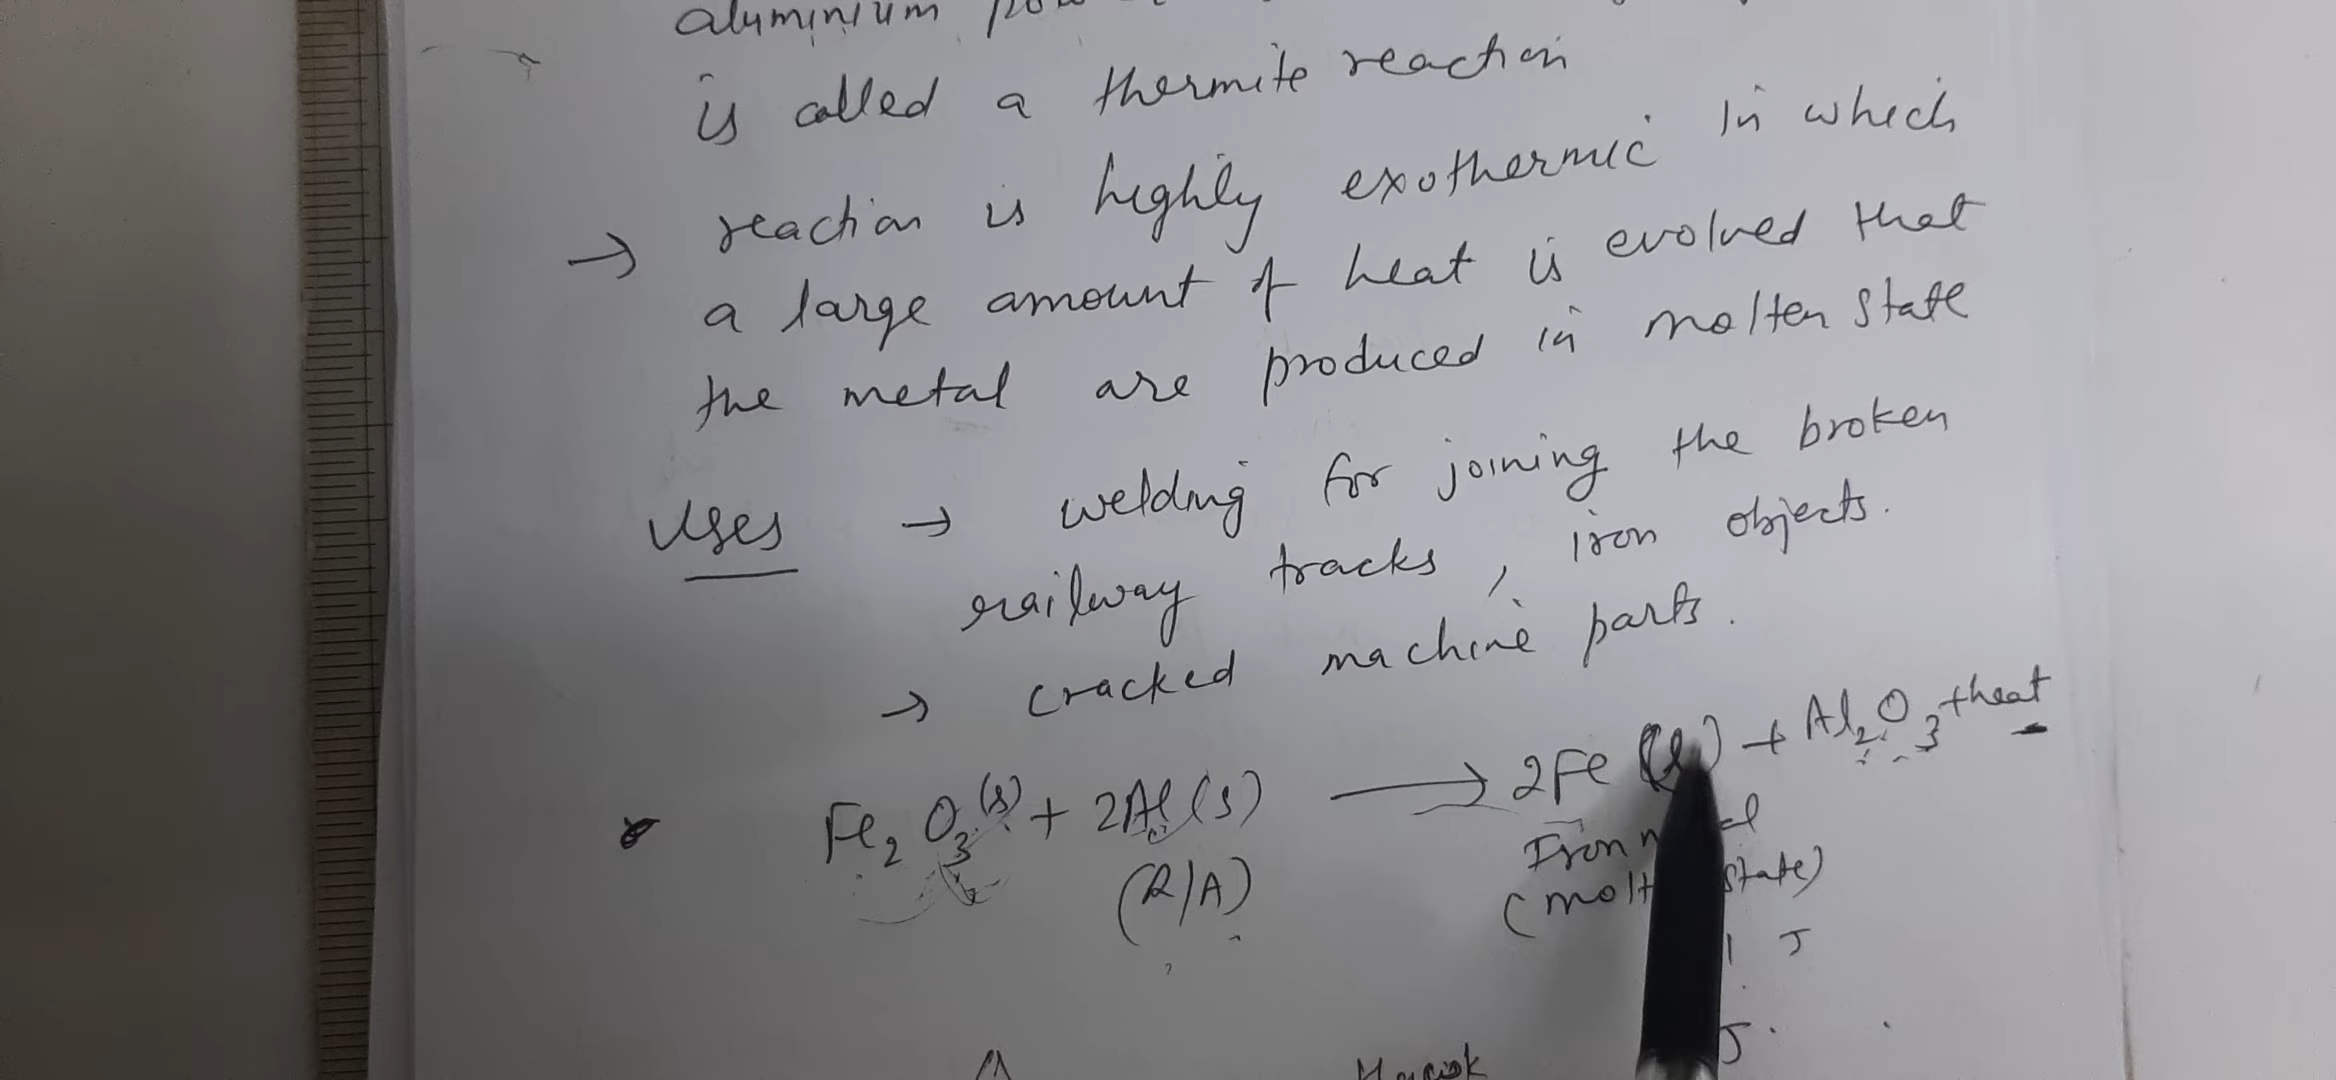 aluminium
is called a thermite reaction
→ reaction is highly exothermic in which
a large amount of heat is evolved that
the metal are produced in molten state
Uses → welding for joining the broken
railway tracks, iron objects.
→ cracked machine parts.
Fe₂O₃(s) + 2Al(s) → 2Fe (l) + Al₂O₃ + heat
(R/A)
Iron
(molt state)
J
J